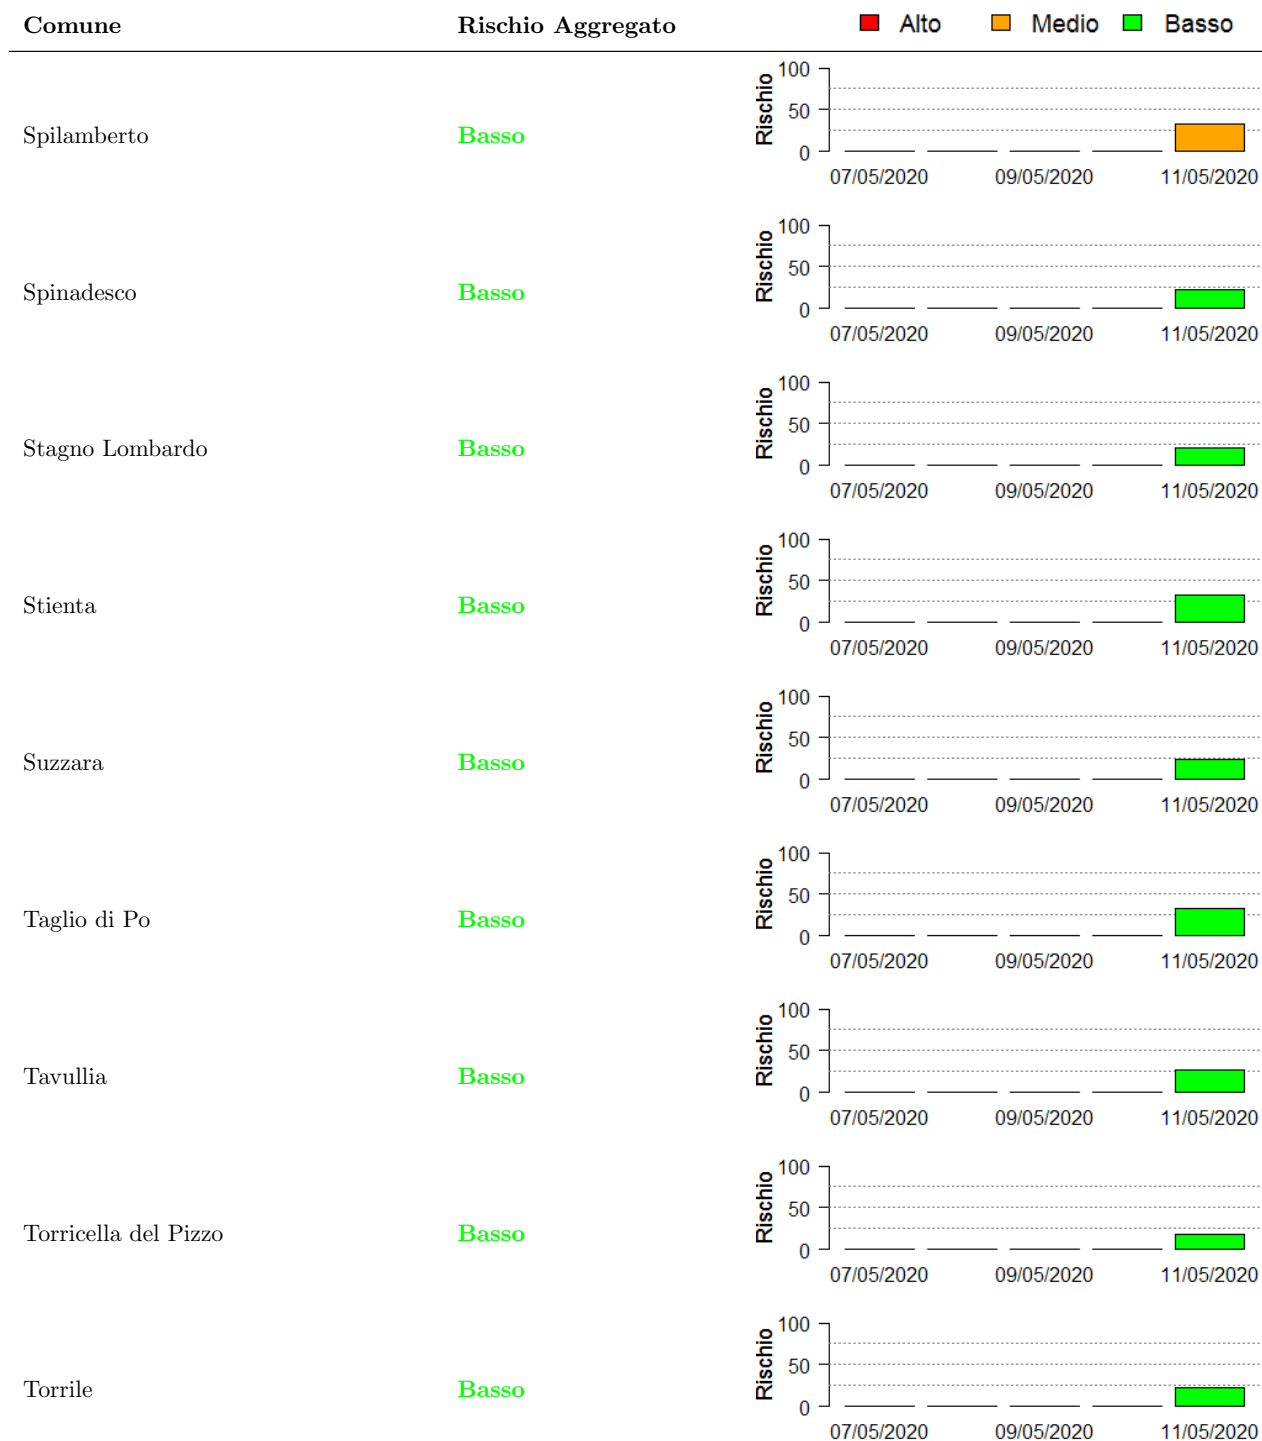 Comune Rischio Aggregato Alto Medio Basso
Spilamberto Basso
Rischio
100
50
0
07/05/2020 09/05/2020 11/05/2020
Spinadesco Basso
Rischio
100
50
0
07/05/2020 09/05/2020 11/05/2020
Stagno Lombardo Basso
Rischio
100
50
0
07/05/2020 09/05/2020 11/05/2020
Stienta Basso
Rischio
100
50
0
07/05/2020 09/05/2020 11/05/2020
Suzzara Basso
Rischio
100
50
0
07/05/2020 09/05/2020 11/05/2020
Taglio di Po Basso
Rischio
100
50
0
07/05/2020 09/05/2020 11/05/2020
Tavullia Basso
Rischio
100
50
0
07/05/2020 09/05/2020 11/05/2020
Torricella del Pizzo Basso
Rischio
100
50
0
07/05/2020 09/05/2020 11/05/2020
Torrile Basso
Rischio
100
50
0
07/05/2020 09/05/2020 11/05/2020